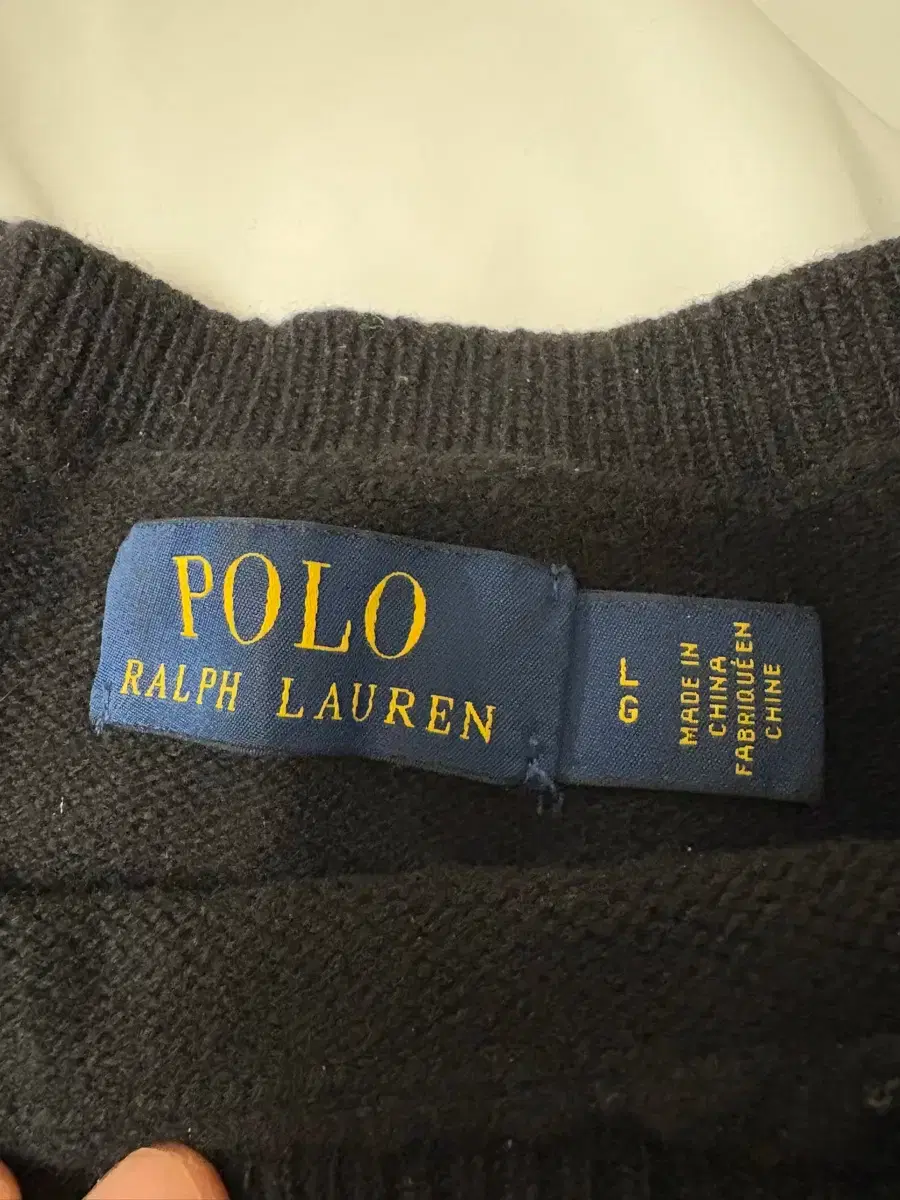 POLO
RALPH LAUREN
L
G
MADE IN
CHINA
FABRIQUÉ EN
CHINE